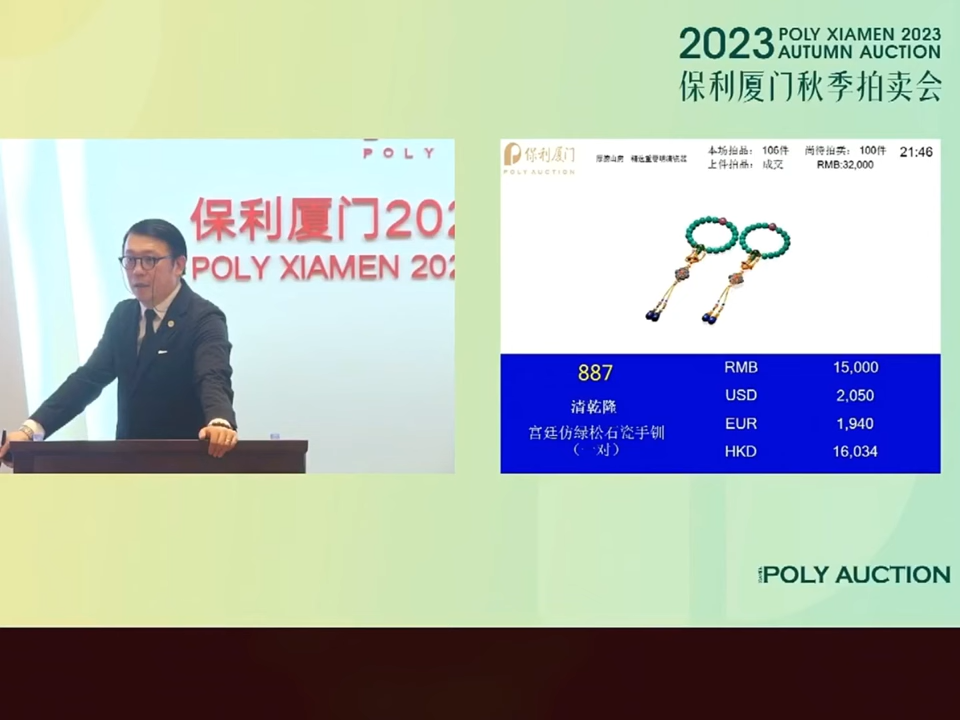 2023 POLY XIAMEN 2023
AUTUMN AUCTION
保利厦门秋季拍卖会
POLY
保利厦门202
POLY XIAMEN 202
保利厦门
POLY AUCTION
本场拍品： 106件 尚待拍卖： 100件 21:46
上件拍品： 成交 RMB:32,000
887
清乾隆
宫廷仿绿松石瓷手钏
（一对）
RMB 15,000
USD 2,050
EUR 1,940
HKD 16,034
POLY AUCTION